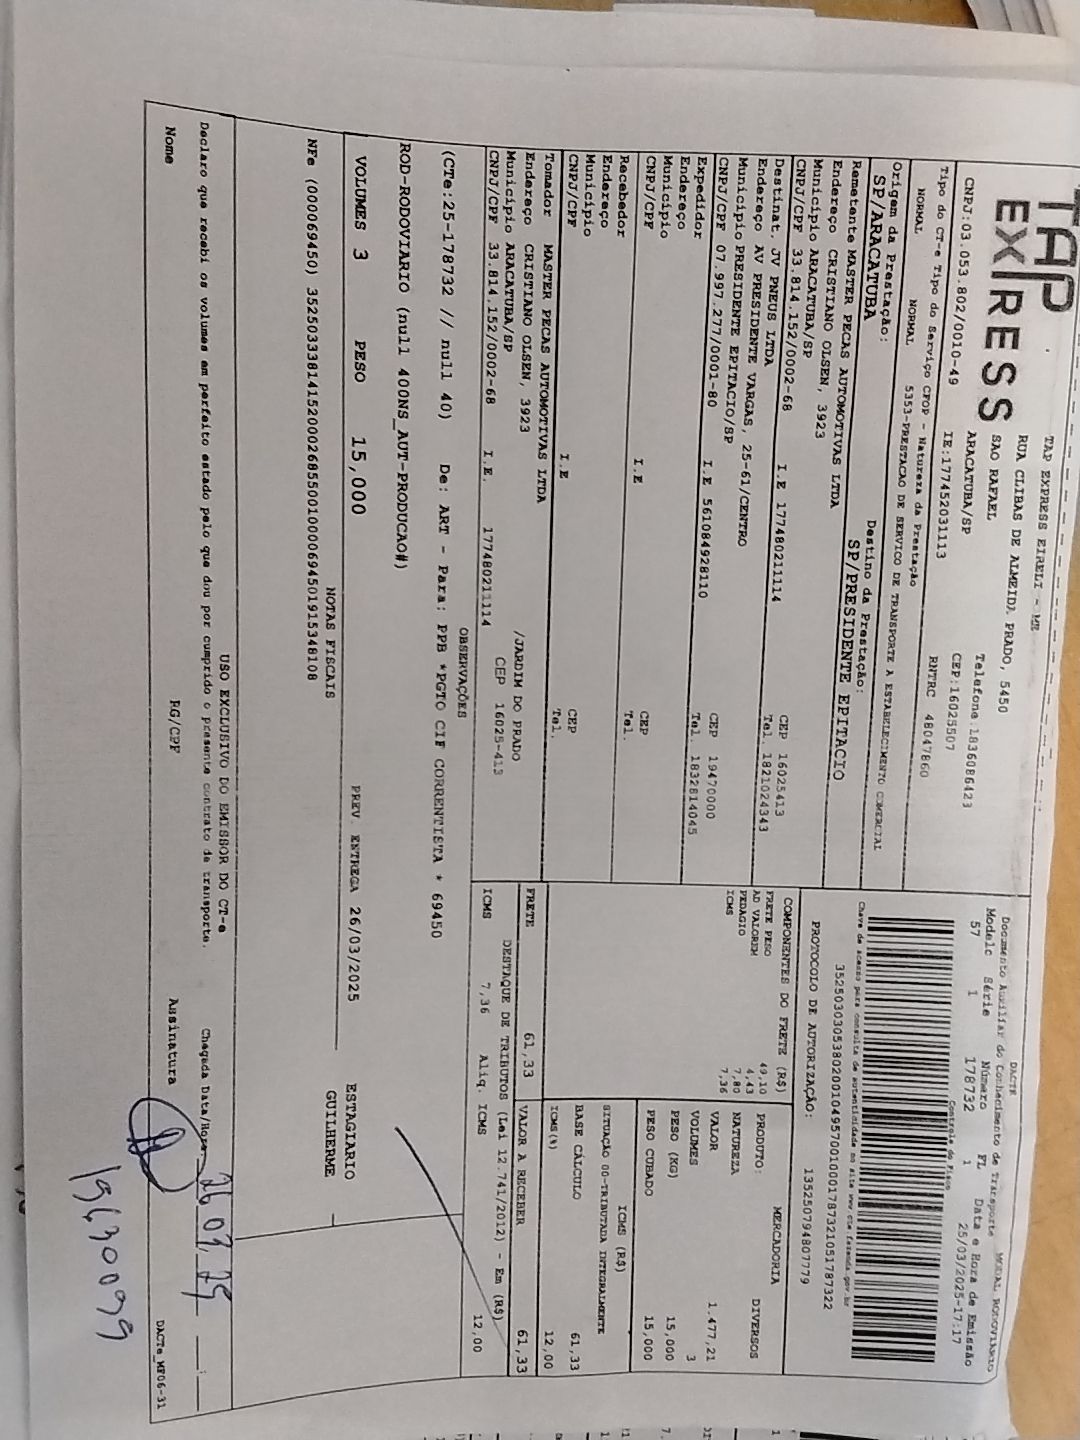 TAP
EXPRESS
TAP EXPRESS EIRELI - ME
RUA CLIBAS DE ALMEIDA PRADO, 5450
SAO RAFAEL
Telefone:1836086423
ARACATUBA/SP
CEP:16025507
CNPJ:03.053.802/0010-49
IE:177452031113
RNTRC 48047860
Tipo do CT-e Tipo do Serviço CFOP - Natureza da Prestação
NORMAL NORMAL 5353-PRESTACAO DE SERVICO DE TRANSPORTE A ESTABELECIMENTO COMERCIAL
Origem da Prestação: Destino da Prestação:
SP/ARACATUBA SP/PRESIDENTE EPITACIO
Remetente MASTER PECAS AUTOMOTIVAS LTDA
Endereço CRISTIANO OLSEN, 3923
Município ARACATUBA/SP CEP 16025413
CNPJ/CPF 33.814.152/0002-68 I.E 177480211114 Tel. 1821024343
Destinat. JV PNEUS LTDA
Endereço AV PRESIDENTE VARGAS, 25-61/CENTRO
Município PRESIDENTE EPITACIO/SP CEP 19470000
CNPJ/CPF 07.997.277/0001-80 I.E 561084928110 Tel. 1832814045
Expedidor
Endereço
Município CEP
CNPJ/CPF I.E Tel.
Recebedor
Endereço
Município CEP
CNPJ/CPF I.E Tel.
Tomador MASTER PECAS AUTOMOTIVAS LTDA
Endereço CRISTIANO OLSEN, 3923 /JARDIM DO PRADO
Município ARACATUBA/SP CEP 16025-413
CNPJ/CPF 33.814.152/0002-68 I.E. 177480211114
DACTE
Documento Auxiliar do Conhecimento de Transporte MODAL RODOVIÁRIO
Modelo Série Número FL Data e Hora de Emissão
57 1 178732 1 25/03/2025-17:17
Controle do Fisco
Chave de acesso para consulta de autenticidade no site www.cte.fazenda.gov.br
35250303053802001049570010001787321051787322
PROTOCOLO DE AUTORIZAÇÃO: 135250794807779
COMPONENTES DO FRETE (R$)
FRETE PESO 49,10
AD VALOREM 4,43
PEDAGIO 7,80
ICMS 7,36
MERCADORIA
PRODUTO: DIVERSOS
NATUREZA
VALOR 1.477,21
VOLUMES 3
PESO (KG) 15,000
PESO CUBADO 15,000
ICMS (R$)
SITUAÇÃO 00-TRIBUTADA INTEGRALMENTE
BASE CÁLCULO 61,33
ICMS(%) 12,00
FRETE 61,33 VALOR A RECEBER 61,33
DESTAQUE DE TRIBUTOS (Lei 12.741/2012) - Em (R$)
ICMS 7,36 Aliq. ICMS 12,00
OBSERVAÇÕES
(CTe:25-178732 // null 40) De: ART - Para: PPB *PGTO CIF CORRENTISTA * 69450
ROD-RODOVIARIO (null 400NS_AUT-PRODUCAO#)
VOLUMES 3 PESO 15,000 PREV. ENTREGA 26/03/2025
ESTAGIARIO
GUILHERME
NOTAS FISCAIS
NFe (000069450) 35250333814152000268550010000694501915348108
USO EXCLUSIVO DO EMISSOR DO CT-e
Declaro que recebi os volumes em perfeito estado pelo que dou por cumprido o presente contrato de transporte. Chegada Data/Hora: 26 03 25 :
Nome RG/CPF Assinatura
DACTe_MF06-31
19630099